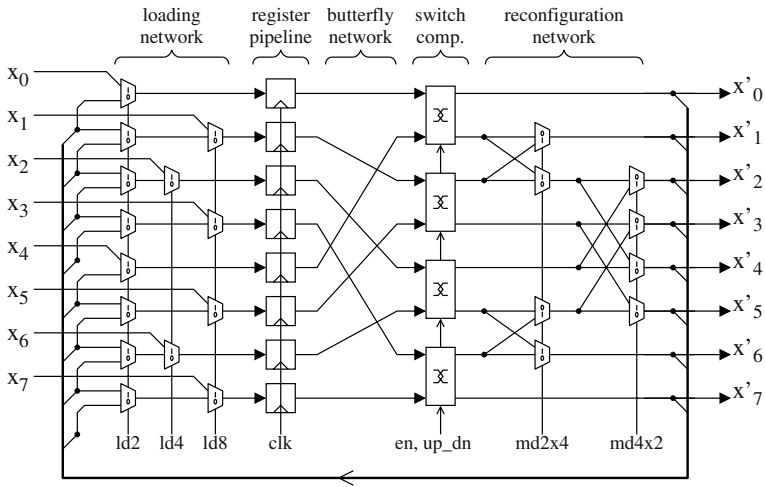 loading network
register pipeline
butterfly network
switch comp.
reconfiguration network
x0
x1
x2
x3
x4
x5
x6
x7
x'0
x'1
x'2
x'3
x'4
x'5
x'6
x'7
ld2 ld4 ld8 clk en, up_dn md2x4 md4x2